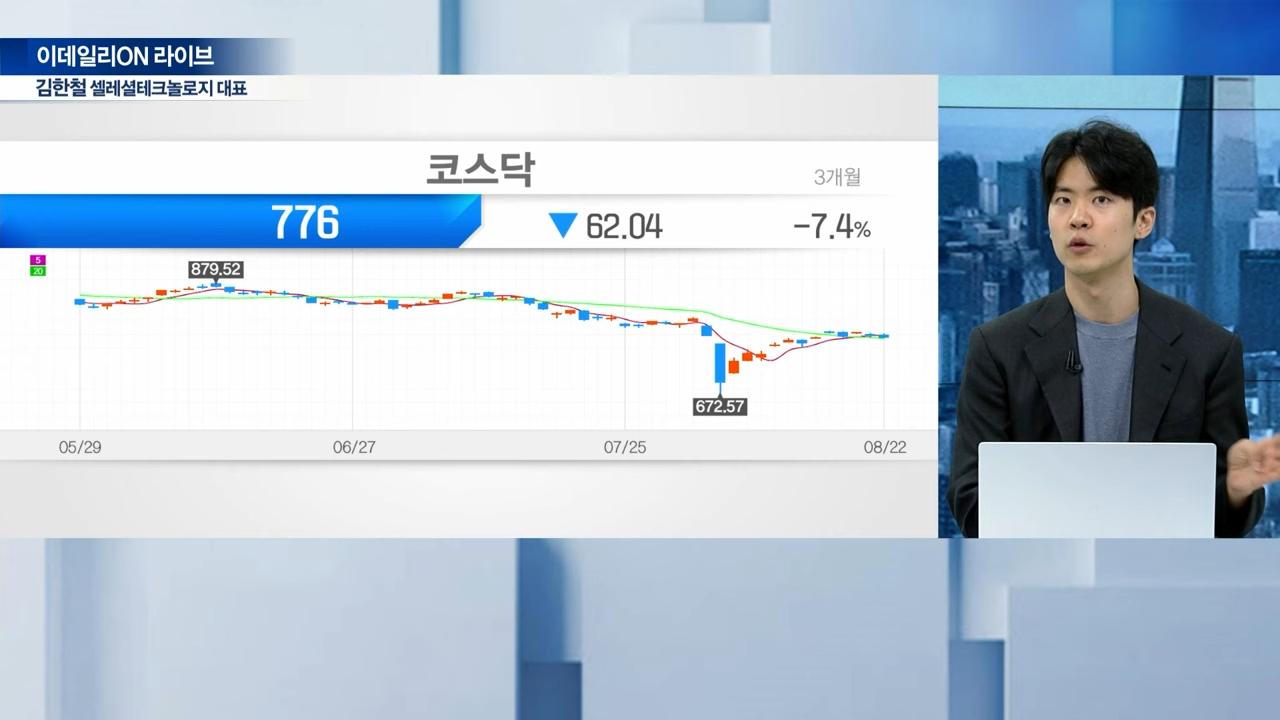 이데일리ON 라이브
김한철 셀레셜테크놀로지 대표
코스닥
3개월
776
▼ 62.04
-7.4%
5
20
879.52
672.57
05/29 06/27 07/25 08/22